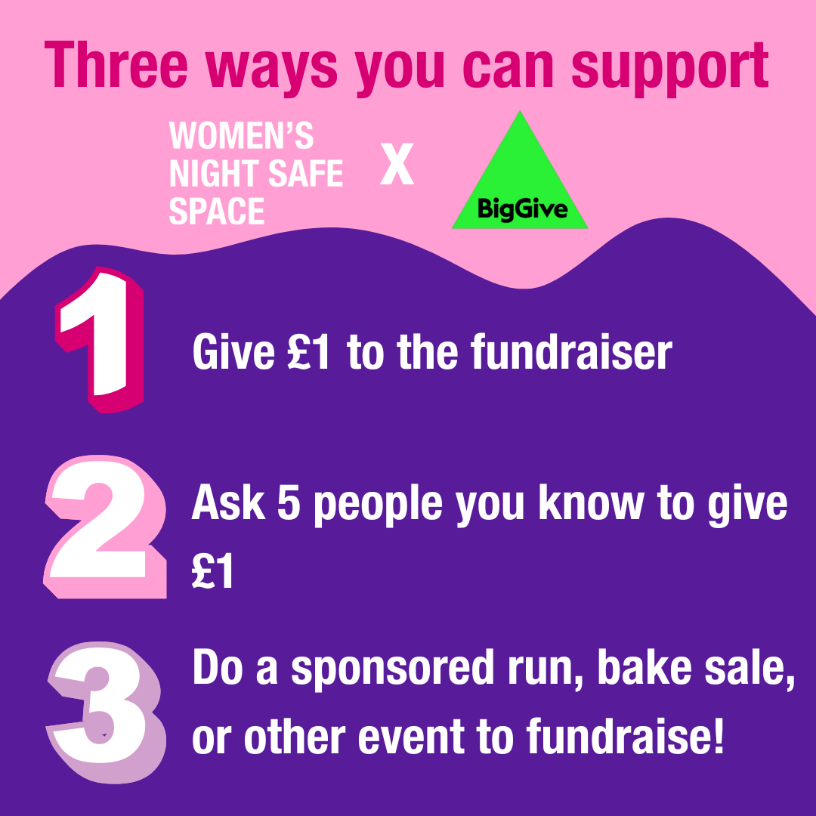 Three ways you can support
WOMEN’S
NIGHT SAFE
SPACE
X
BigGive
1
Give £1 to the fundraiser
2
Ask 5 people you know to give
£1
3
Do a sponsored run, bake sale,
or other event to fundraise!